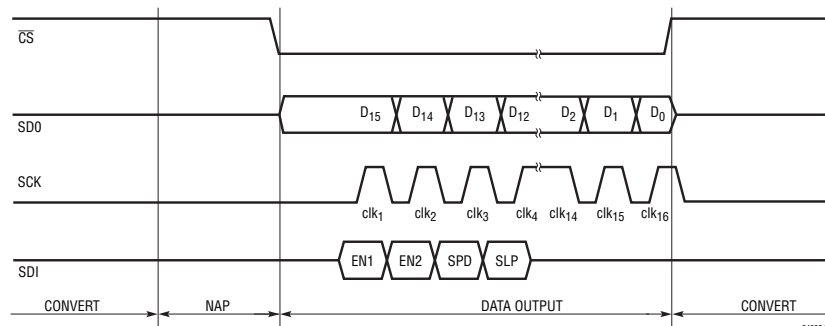 CS
SD0
D15 D14 D13 D12 D2 D1 D0
SCK
clk1 clk2 clk3 clk4 clk14 clk15 clk16
SDI
EN1 EN2 SPD SLP
CONVERT NAP DATA OUTPUT CONVERT